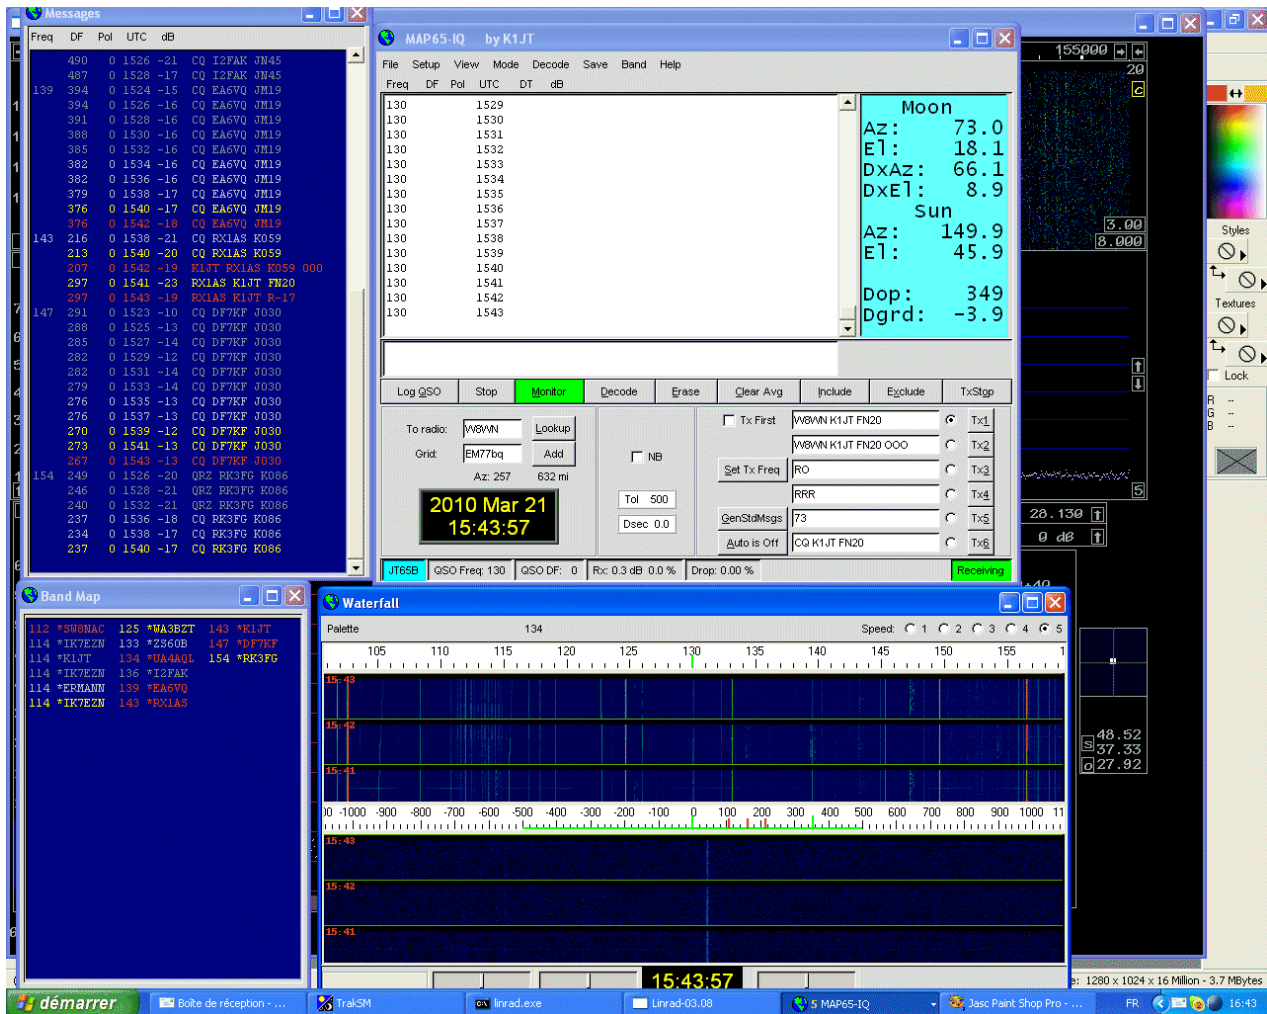 Messages
Freq DF Pol UTC dB
490 0 1526 -21 CQ I2FAK JN45
487 0 1528 -17 CQ I2FAK JN45
139 394 0 1524 -15 CQ EA6VQ JM19
394 0 1526 -16 CQ EA6VQ JM19
391 0 1528 -16 CQ EA6VQ JM19
388 0 1530 -16 CQ EA6VQ JM19
385 0 1532 -16 CQ EA6VQ JM19
382 0 1534 -16 CQ EA6VQ JM19
382 0 1536 -16 CQ EA6VQ JM19
379 0 1538 -17 CQ EA6VQ JM19
376 0 1540 -17 CQ EA6VQ JM19
376 0 1542 -18 CQ EA6VQ JM19
143 216 0 1538 -21 CQ RX1AS KO59
213 0 1540 -20 CQ RX1AS KO59
207 0 1542 -19 K1JT RX1AS KO59 OOO
297 0 1541 -23 RX1AS K1JT FN20
297 0 1543 -19 RX1AS K1JT R-17
147 291 0 1523 -10 CQ DF7KF JO30
288 0 1525 -13 CQ DF7KF JO30
285 0 1527 -14 CQ DF7KF JO30
282 0 1529 -12 CQ DF7KF JO30
282 0 1531 -14 CQ DF7KF JO30
279 0 1533 -14 CQ DF7KF JO30
276 0 1535 -13 CQ DF7KF JO30
276 0 1537 -13 CQ DF7KF JO30
270 0 1539 -12 CQ DF7KF JO30
273 0 1541 -13 CQ DF7KF JO30
267 0 1543 -13 CQ DF7KF JO30
154 249 0 1526 -20 QRZ RK3FG KO86
246 0 1528 -21 QRZ RK3FG KO86
240 0 1532 -21 QRZ RK3FG KO86
237 0 1536 -18 CQ RK3FG KO86
234 0 1538 -17 CQ RK3FG KO86
237 0 1540 -17 CQ RK3FG KO86
MAP65-IQ by K1JT
File Setup View Mode Decode Save Band Help
Freq DF Pol UTC DT dB
130 1529
130 1530
130 1531
130 1532
130 1533
130 1534
130 1535
130 1536
130 1537
130 1538
130 1539
130 1540
130 1541
130 1542
130 1543
Moon
Az: 73.0
El: 18.1
DxAz: 66.1
DxEl: 8.9
Sun
Az: 149.9
El: 45.9
Dop: 349
Dgrd: -3.9
Log QSO Stop Monitor Decode Erase Clear Avg Include Exclude TxStop
To radio: W8WN Lookup
Grid: EM77bq Add
Az: 257 632 mi
2010 Mar 21
15:43:57
NB
Tol 500
Dsec 0.0
Tx First W8WN K1JT FN20 Tx1
W8WN K1JT FN20 OOO Tx2
Set Tx Freq RO Tx3
RRR Tx4
GenStdMsgs 73 Tx5
Auto is Off CQ K1JT FN20 Tx6
JT65B QSO Freq: 130 QSO DF: 0 Rx: 0.3 dB 0.0 % Drop: 0.00 % Receiving
155000
20
c
3.00
8.000
5
28.130
0 dB
+40
48.52
S 37.33
o 27.92
Styles
Textures
Lock
R --
G --
B --
Band Map
112 *SW8NAC 125 *WA3BZT 143 *K1JT
114 *IK7EZN 133 *ZS6OB 147 *DF7KF
114 *K1JT 134 *UA4AQL 154 *RK3FG
114 *IK7EZN 136 *I2FAK
114 *ERMANN 139 *EA6VQ
114 *IK7EZN 143 *RX1AS
Waterfall
Palette 134 Speed: 1 2 3 4 5
105 110 115 120 125 130 135 140 145 150 155 1
15:43
15:42
15:41
00 -1000 -900 -800 -700 -600 -500 -400 -300 -200 -100 0 100 200 300 400 500 600 700 800 900 1000 11
15:43
15:42
15:41
15:43:57
e: 1280 x 1024 x 16 Million - 3.7 MBytes
démarrer Boîte de réception - ... TrakSM linrad.exe Linrad-03.08 5 MAP65-IQ Jasc Paint Shop Pro - ... FR 16:43